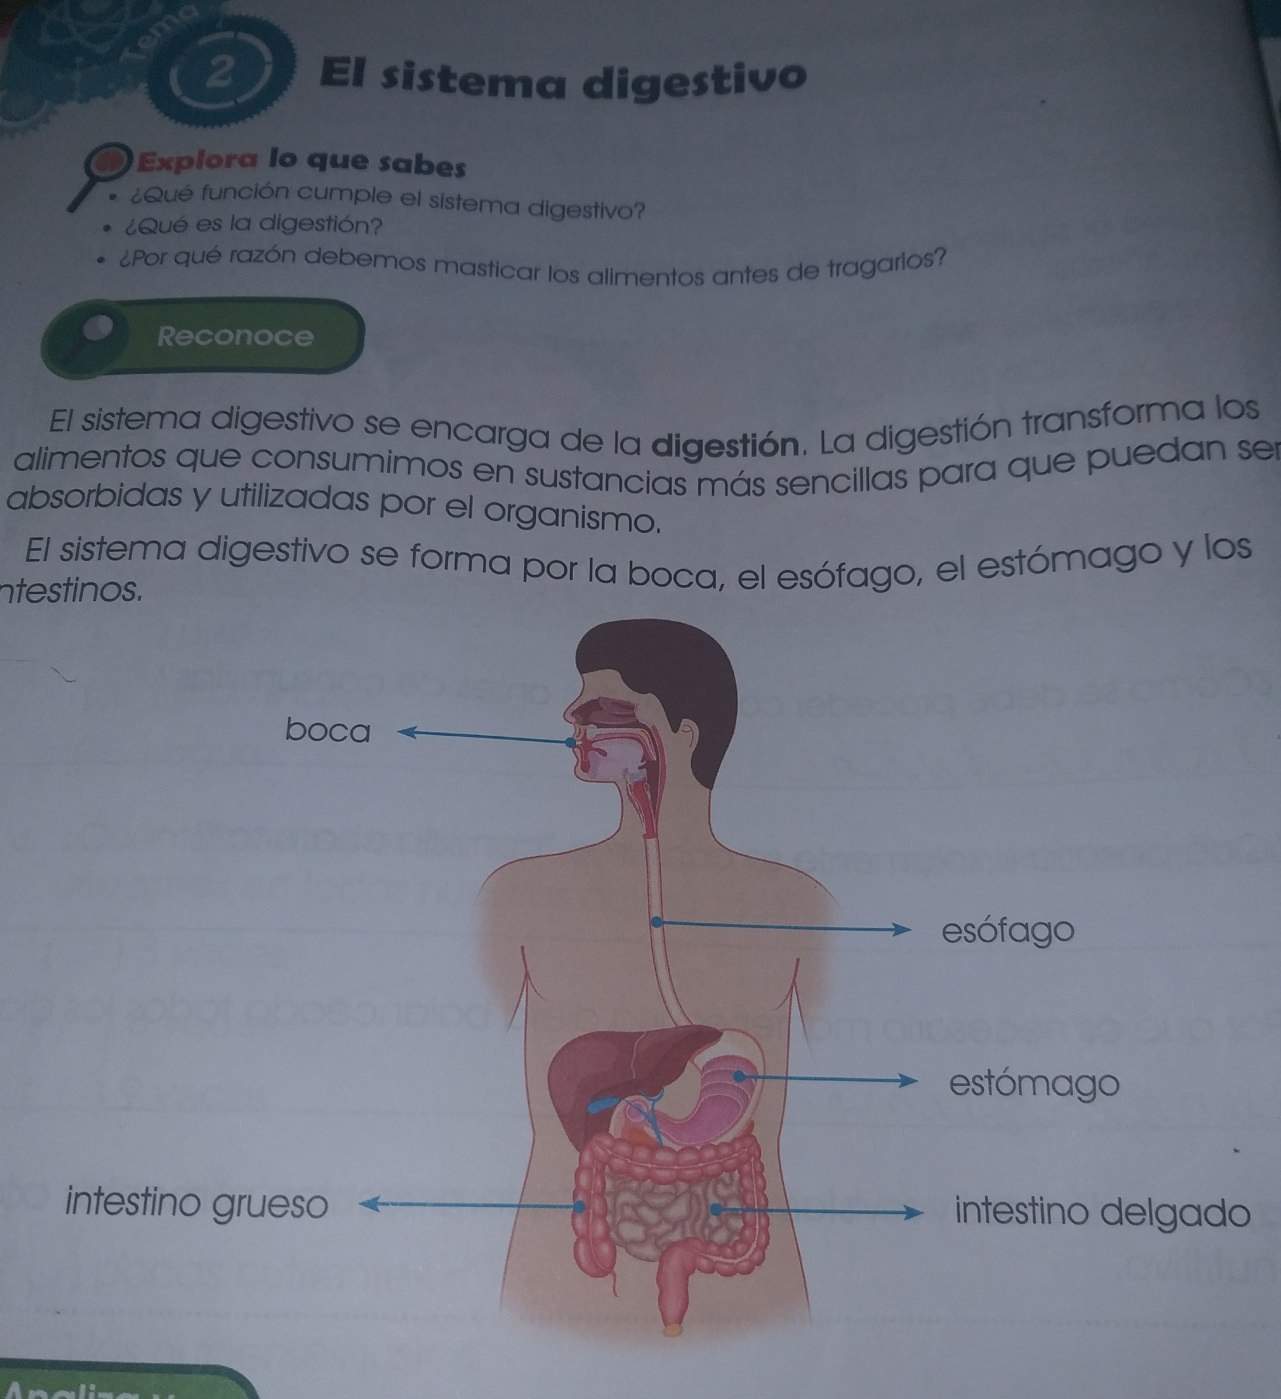 Tema
2
El sistema digestivo
Explora lo que sabes
• ¿Qué función cumple el sistema digestivo?
• ¿Qué es la digestión?
• ¿Por qué razón debemos masticar los alimentos antes de tragarlos?
Reconoce
El sistema digestivo se encarga de la digestión. La digestión transforma los
alimentos que consumimos en sustancias más sencillas para que puedan ser
absorbidas y utilizadas por el organismo.
El sistema digestivo se forma por la boca, el esófago, el estómago y los
ntestinos.
boca
esófago
estómago
intestino grueso
intestino delgado